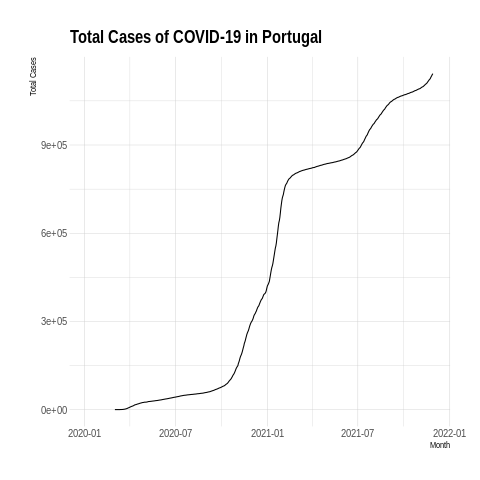 Total Cases of COVID-19 in Portugal
Total Cases
9e+05
6e+05
3e+05
0e+00
2020-01 2020-07 2021-01 2021-07 2022-01
Month